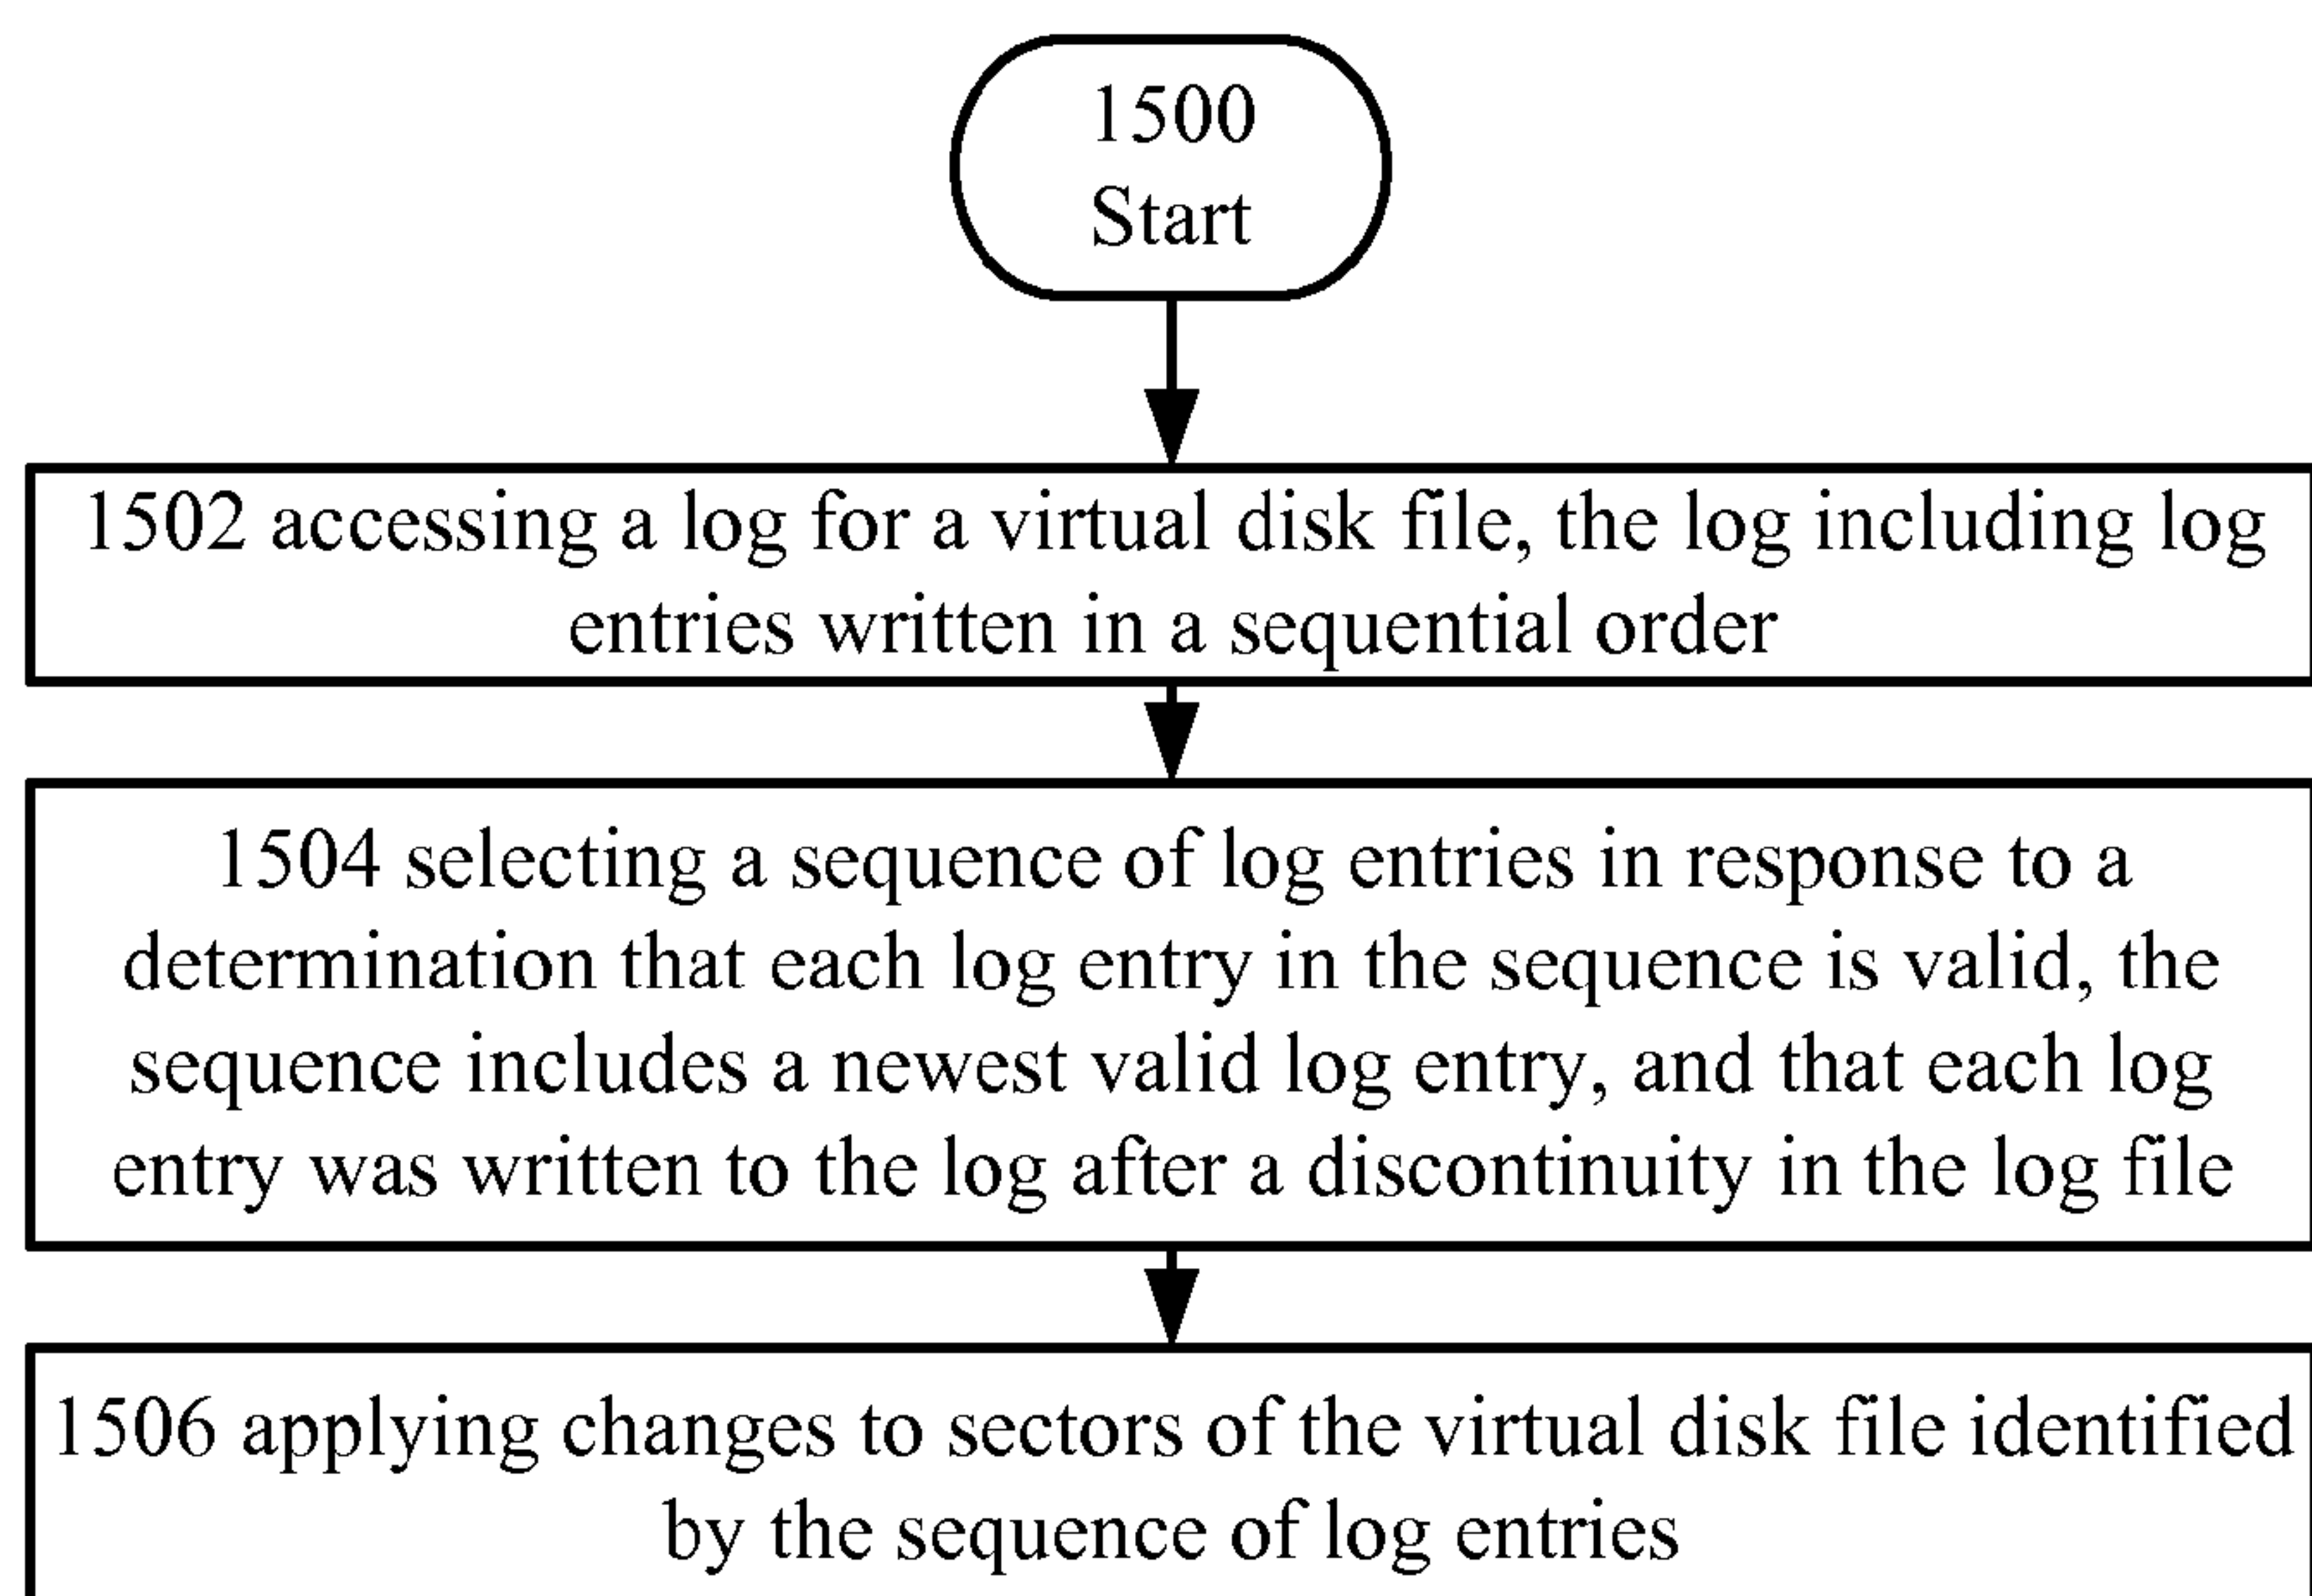 1500
Start
1502 accessing a log for a virtual disk file, the log including log
entries written in a sequential order
1504 selecting a sequence of log entries in response to a
determination that each log entry in the sequence is valid, the
sequence includes a newest valid log entry, and that each log
entry was written to the log after a discontinuity in the log file
1506 applying changes to sectors of the virtual disk file identified
by the sequence of log entries